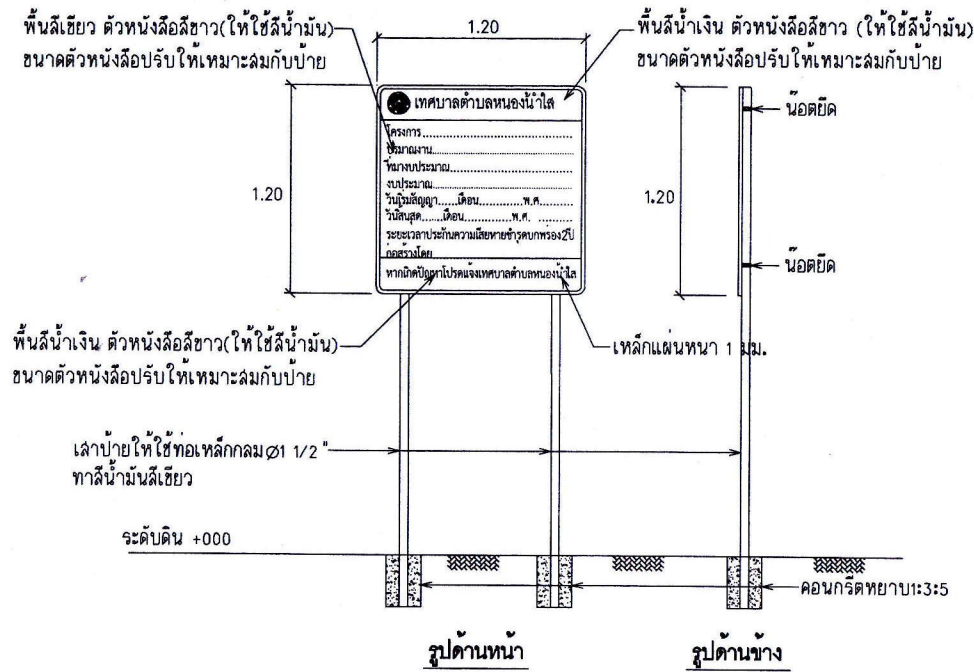 พื้นสีเขียว ตัวหนังสือสีขาว(ให้ใช้สีน้ำมัน)
ขนาดตัวหนังสือปรับให้เหมาะสมกับป้าย
1.20
พื้นสีน้ำเงิน ตัวหนังสือสีขาว (ให้ใช้สีน้ำมัน)
ขนาดตัวหนังสือปรับให้เหมาะสมกับป้าย
เทศบาลตำบลหนองน้ำใส
โครงการ
ปริมาณงาน
ที่มางบประมาณ
งบประมาณ
วันเริ่มสัญญา......เดือน..........พ.ศ.
วันสิ้นสุด......เดือน..........พ.ศ.
ระยะเวลาประกันความเสียหายชำรุดบกพร่อง2ปี
ก่อสร้างโดย
หากเกิดปัญหาโปรดแจ้งเทศบาลตำบลหนองน้ำใส
1.20
1.20
น๊อตยึด
น๊อตยึด
พื้นสีน้ำเงิน ตัวหนังสือสีขาว(ให้ใช้สีน้ำมัน)
ขนาดตัวหนังสือปรับให้เหมาะสมกับป้าย
เหล็กแผ่นหนา 1 มม.
เสาป้ายให้ใช้ท่อเหล็กกลมØ1 1/2 "
ทาสีน้ำมันสีเขียว
ระดับดิน +000
คอนกรีตหยาบ1:3:5
รูปด้านหน้า
รูปด้านข้าง